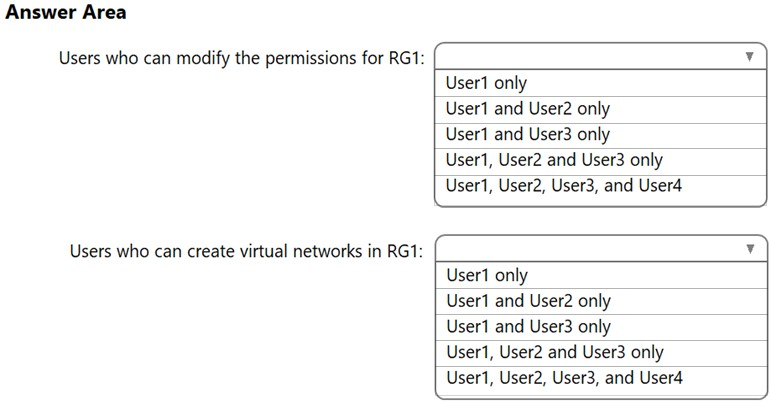 Answer Area
Users who can modify the permissions for RG1:
User1 only
User1 and User2 only
User1 and User3 only
User1, User2 and User3 only
User1, User2, User3, and User4
Users who can create virtual networks in RG1:
User1 only
User1 and User2 only
User1 and User3 only
User1, User2 and User3 only
User1, User2, User3, and User4